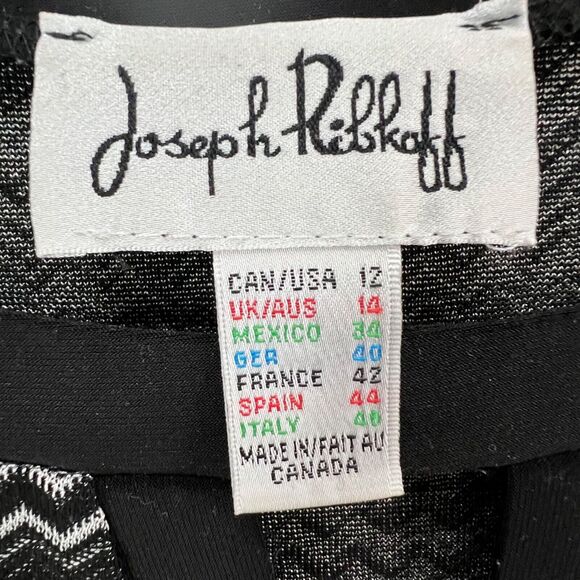 Joseph Ribkoff
CAN/USA 12
UK/AUS 14
MEXICO 34
GER 40
FRANCE 42
SPAIN 44
ITALY 48
MADE IN/FAIT AU
CANADA